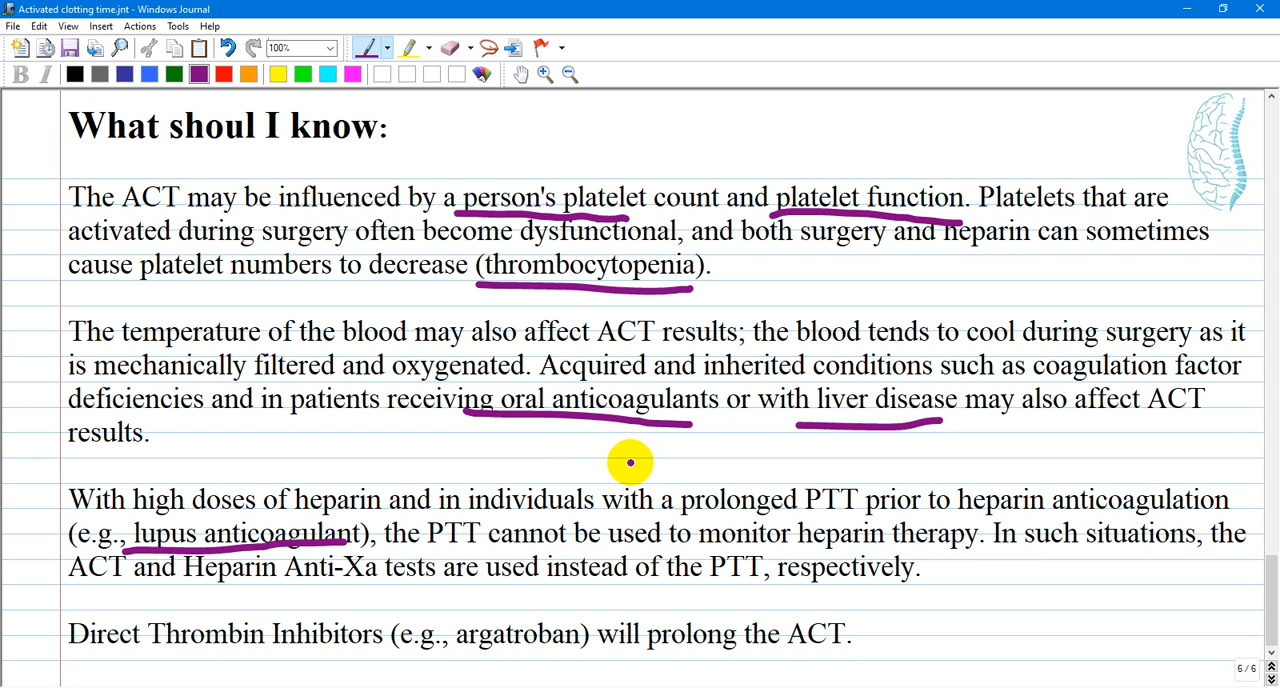 Activated clotting time.jnt - Windows Journal
File Edit View Insert Actions Tools Help
100%
B I
What shoul I know:
The ACT may be influenced by a person's platelet count and platelet function. Platelets that are
activated during surgery often become dysfunctional, and both surgery and heparin can sometimes
cause platelet numbers to decrease (thrombocytopenia).
The temperature of the blood may also affect ACT results; the blood tends to cool during surgery as it
is mechanically filtered and oxygenated. Acquired and inherited conditions such as coagulation factor
deficiencies and in patients receiving oral anticoagulants or with liver disease may also affect ACT
results.
With high doses of heparin and in individuals with a prolonged PTT prior to heparin anticoagulation
(e.g., lupus anticoagulant), the PTT cannot be used to monitor heparin therapy. In such situations, the
ACT and Heparin Anti-Xa tests are used instead of the PTT, respectively.
Direct Thrombin Inhibitors (e.g., argatroban) will prolong the ACT.
6 / 6